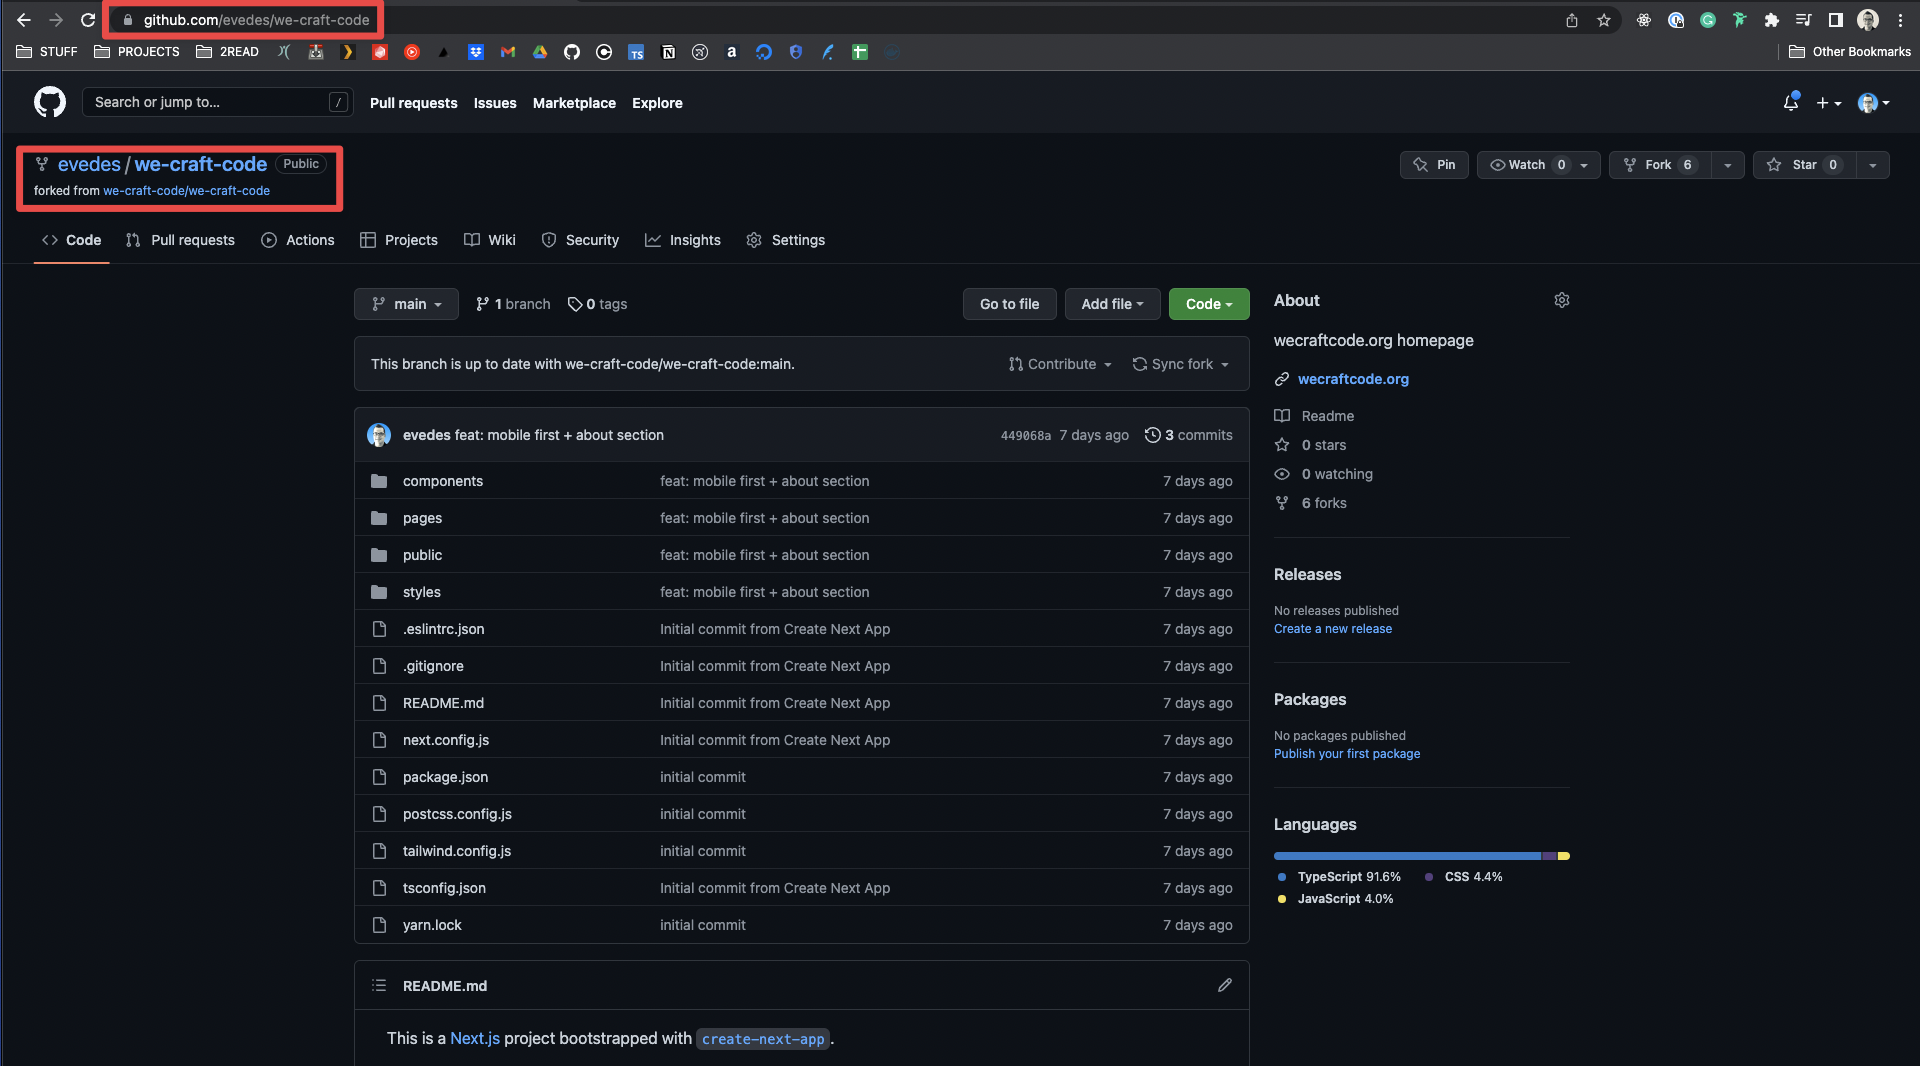 github.com/evedes/we-craft-code
STUFF PROJECTS 2READ TS a Other Bookmarks
Search or jump to... / Pull requests Issues Marketplace Explore
evedes / we-craft-code Public
forked from we-craft-code/we-craft-code
Pin Watch 0 Fork 6 Star 0
Code Pull requests Actions Projects Wiki Security Insights Settings
main 1 branch 0 tags Go to file Add file Code
This branch is up to date with we-craft-code/we-craft-code:main. Contribute Sync fork
evedes feat: mobile first + about section 449068a 7 days ago 3 commits
components feat: mobile first + about section 7 days ago
pages feat: mobile first + about section 7 days ago
public feat: mobile first + about section 7 days ago
styles feat: mobile first + about section 7 days ago
.eslintrc.json Initial commit from Create Next App 7 days ago
.gitignore Initial commit from Create Next App 7 days ago
README.md Initial commit from Create Next App 7 days ago
next.config.js Initial commit from Create Next App 7 days ago
package.json initial commit 7 days ago
postcss.config.js initial commit 7 days ago
tailwind.config.js initial commit 7 days ago
tsconfig.json Initial commit from Create Next App 7 days ago
yarn.lock initial commit 7 days ago
README.md
This is a Next.js project bootstrapped with create-next-app.
About
wecraftcode.org homepage
wecraftcode.org
Readme
0 stars
0 watching
6 forks
Releases
No releases published
Create a new release
Packages
No packages published
Publish your first package
Languages
TypeScript 91.6% CSS 4.4%
JavaScript 4.0%